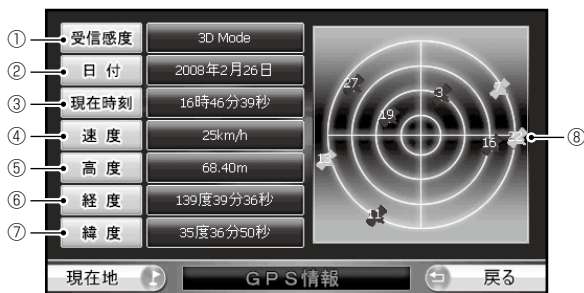 ① 受信感度 3D Mode
② 日付 2008年2月26日
③ 現在時刻 16時46分39秒
④ 速度 25km/h
⑤ 高度 68.40m
⑥ 経度 139度39分36秒
⑦ 緯度 35度36分50秒
27
3
19
16
22
⑧
13
11
現在地 GPS情報 戻る